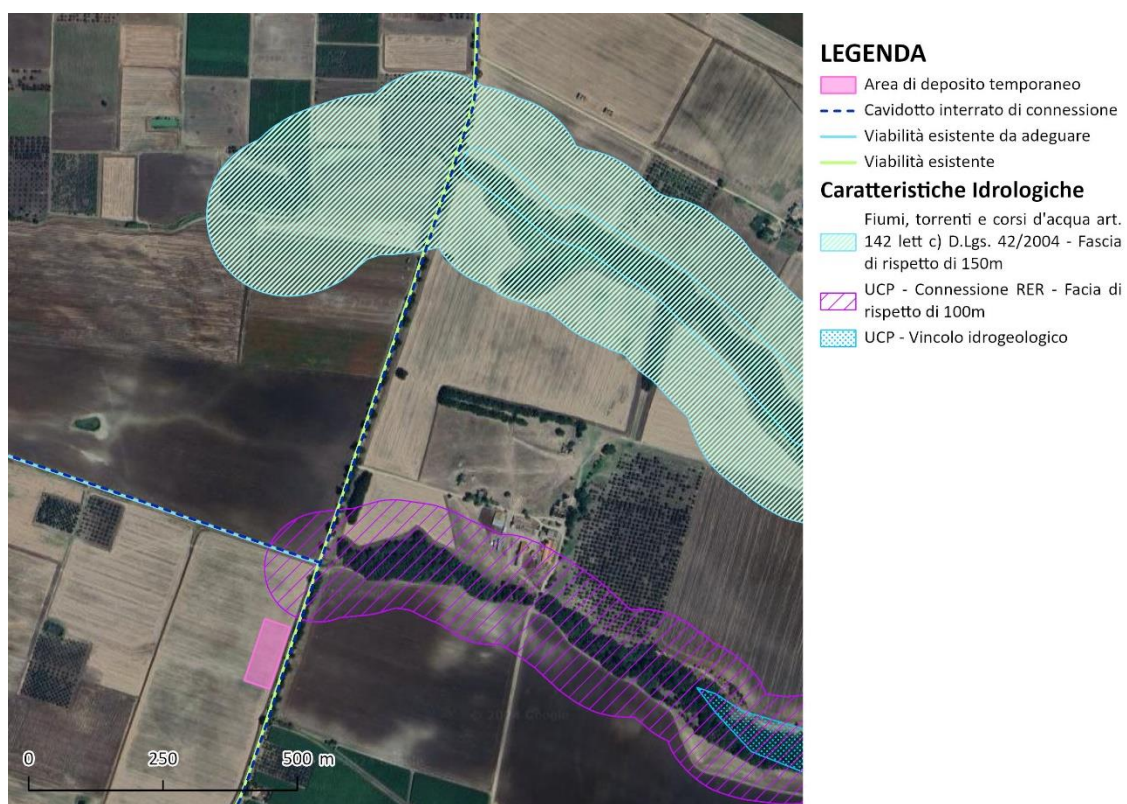 LEGENDA
Area di deposito temporaneo
Cavidotto interrato di connessione
Viabilità esistente da adeguare
Viabilità esistente
Caratteristiche Idrologiche
Fiumi, torrenti e corsi d'acqua art.
142 lett c) D.Lgs. 42/2004 - Fascia
di rispetto di 150m
UCP - Connessione RER - Facia di
rispetto di 100m
UCP - Vincolo idrogeologico
0 250 500 m